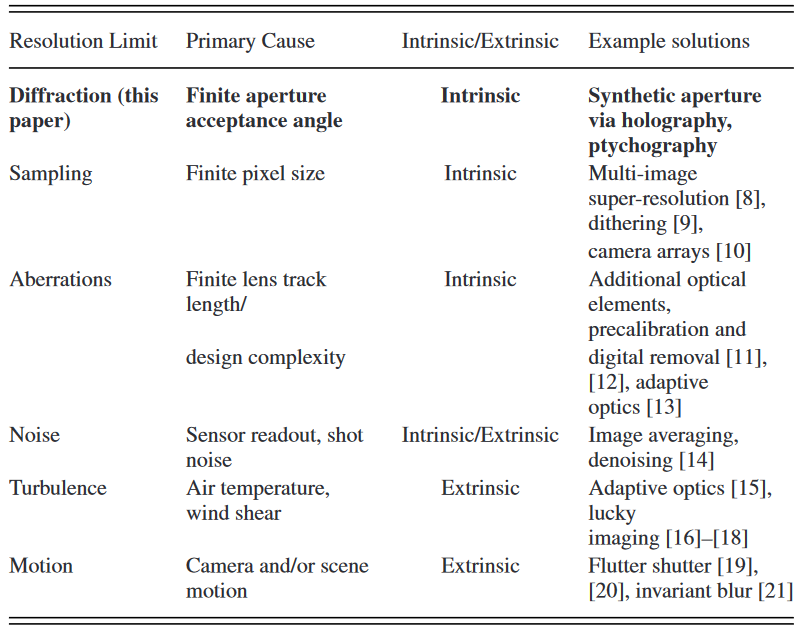 Resolution Limit Primary Cause Intrinsic/Extrinsic Example solutions
Diffraction (this Finite aperture Intrinsic Synthetic aperture
paper) acceptance angle via holography,
ptychography
Sampling Finite pixel size Intrinsic Multi-image
super-resolution [8],
dithering [9],
camera arrays [10]
Aberrations Finite lens track Intrinsic Additional optical
length/ elements,
precalibration and
design complexity digital removal [11],
[12], adaptive
optics [13]
Noise Sensor readout, shot Intrinsic/Extrinsic Image averaging,
noise denoising [14]
Turbulence Air temperature, Extrinsic Adaptive optics [15],
wind shear lucky
imaging [16]–[18]
Motion Camera and/or scene Extrinsic Flutter shutter [19],
motion [20], invariant blur [21]